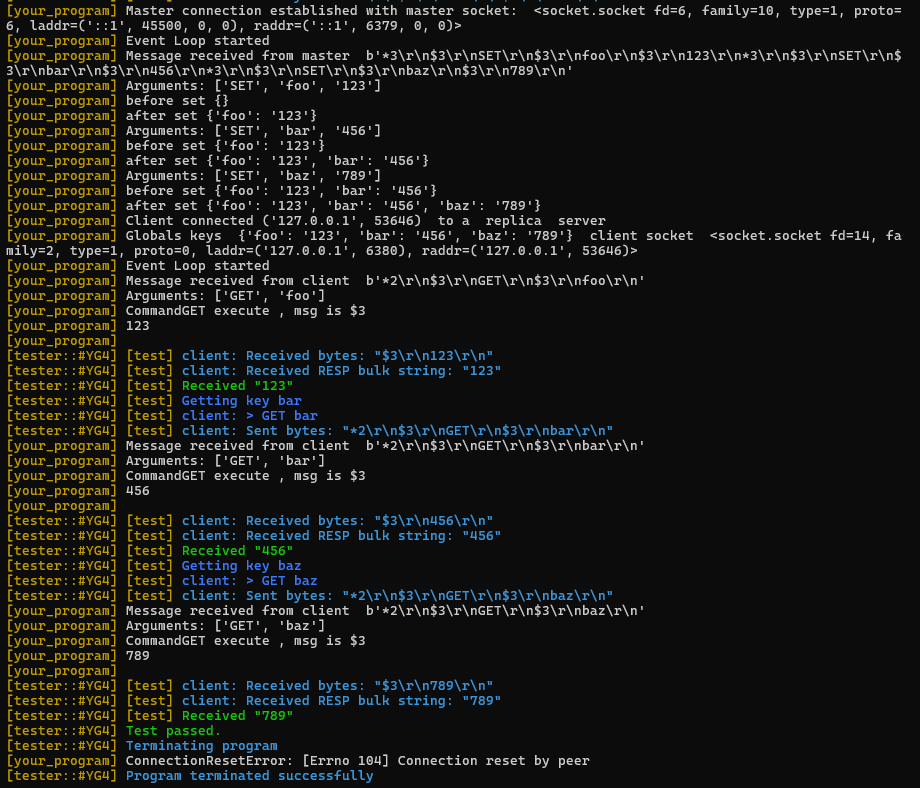 [your_program] Master connection established with master socket:  <socket.socket fd=6, family=10, type=1, proto=
6, laddr=('::1', 45500, 0, 0), raddr=('::1', 6379, 0, 0)>
[your_program] Event Loop started
[your_program] Message received from master  b'*3\r\n$3\r\nSET\r\n$3\r\nfoo\r\n$3\r\n123\r\n*3\r\n$3\r\nSET\r\n$
3\r\nbar\r\n$3\r\n456\r\n*3\r\n$3\r\nSET\r\n$3\r\nbaz\r\n$3\r\n789\r\n'
[your_program] Arguments: ['SET', 'foo', '123']
[your_program] before set {}
[your_program] after set {'foo': '123'}
[your_program] Arguments: ['SET', 'bar', '456']
[your_program] before set {'foo': '123'}
[your_program] after set {'foo': '123', 'bar': '456'}
[your_program] Arguments: ['SET', 'baz', '789']
[your_program] before set {'foo': '123', 'bar': '456'}
[your_program] after set {'foo': '123', 'bar': '456', 'baz': '789'}
[your_program] Client connected ('127.0.0.1', 53646)  to a  replica  server
[your_program] Globals keys  {'foo': '123', 'bar': '456', 'baz': '789'}  client socket  <socket.socket fd=14, fa
mily=2, type=1, proto=0, laddr=('127.0.0.1', 6380), raddr=('127.0.0.1', 53646)>
[your_program] Event Loop started
[your_program] Message received from client  b'*2\r\n$3\r\nGET\r\n$3\r\nfoo\r\n'
[your_program] Arguments: ['GET', 'foo']
[your_program] CommandGET execute , msg is $3
[your_program] 123
[your_program]
[tester::#YG4] [test] client: Received bytes: "$3\r\n123\r\n"
[tester::#YG4] [test] client: Received RESP bulk string: "123"
[tester::#YG4] [test] Received "123"
[tester::#YG4] [test] Getting key bar
[tester::#YG4] [test] client: > GET bar
[tester::#YG4] [test] client: Sent bytes: "*2\r\n$3\r\nGET\r\n$3\r\nbar\r\n"
[your_program] Message received from client  b'*2\r\n$3\r\nGET\r\n$3\r\nbar\r\n'
[your_program] Arguments: ['GET', 'bar']
[your_program] CommandGET execute , msg is $3
[your_program] 456
[your_program]
[tester::#YG4] [test] client: Received bytes: "$3\r\n456\r\n"
[tester::#YG4] [test] client: Received RESP bulk string: "456"
[tester::#YG4] [test] Received "456"
[tester::#YG4] [test] Getting key baz
[tester::#YG4] [test] client: > GET baz
[tester::#YG4] [test] client: Sent bytes: "*2\r\n$3\r\nGET\r\n$3\r\nbaz\r\n"
[your_program] Message received from client  b'*2\r\n$3\r\nGET\r\n$3\r\nbaz\r\n'
[your_program] Arguments: ['GET', 'baz']
[your_program] CommandGET execute , msg is $3
[your_program] 789
[your_program]
[tester::#YG4] [test] client: Received bytes: "$3\r\n789\r\n"
[tester::#YG4] [test] client: Received RESP bulk string: "789"
[tester::#YG4] [test] Received "789"
[tester::#YG4] Test passed.
[tester::#YG4] Terminating program
[your_program] ConnectionResetError: [Errno 104] Connection reset by peer
[tester::#YG4] Program terminated successfully